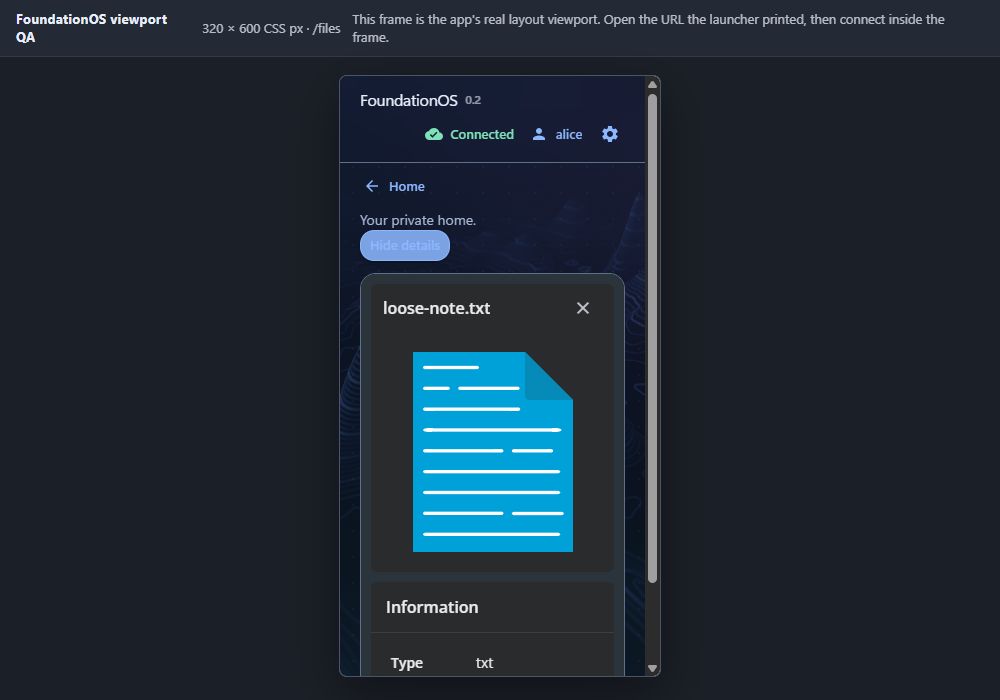 FoundationOS viewport QA
320 × 600 CSS px · /files
This frame is the app's real layout viewport. Open the URL the launcher printed, then connect inside the frame.
FoundationOS 0.2
Connected
alice
Home
Your private home.
Hide details
loose-note.txt
Information
Type txt